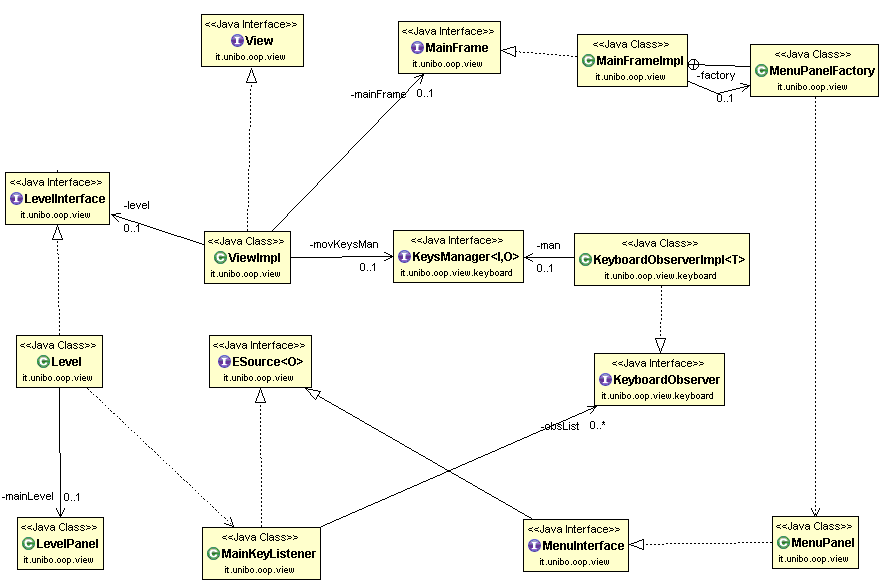 <<Java Interface>>
View
it.unibo.oop.view
<<Java Interface>>
MainFrame
it.unibo.oop.view
<<Java Class>>
MainFrameImpl
it.unibo.oop.view
<<Java Class>>
MenuPanelFactory
it.unibo.oop.view
-factory
0..1
-mainFrame
0..1
<<Java Interface>>
LevelInterface
it.unibo.oop.view
-level
0..1
<<Java Class>>
ViewImpl
it.unibo.oop.view
-movKeysMan
0..1
<<Java Interface>>
KeysManager<I,O>
it.unibo.oop.view.keyboard
-man
0..1
<<Java Class>>
KeyboardObserverImpl<T>
it.unibo.oop.view.keyboard
<<Java Class>>
Level
it.unibo.oop.view
<<Java Interface>>
ESource<O>
it.unibo.oop.view
<<Java Interface>>
KeyboardObserver
it.unibo.oop.view.keyboard
-obsList
0..*
-mainLevel
0..1
<<Java Class>>
LevelPanel
it.unibo.oop.view
<<Java Class>>
MainKeyListener
it.unibo.oop.view
<<Java Interface>>
MenuInterface
it.unibo.oop.view
<<Java Class>>
MenuPanel
it.unibo.oop.view